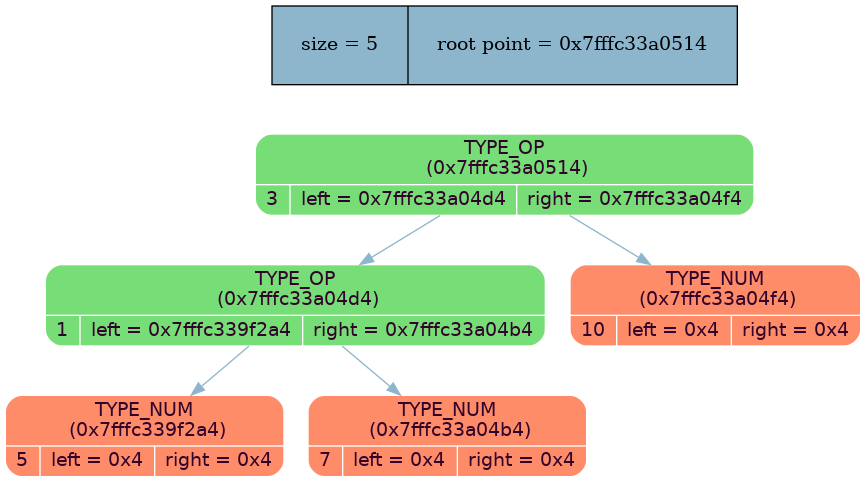 size = 5 root point = 0x7fffc33a0514
TYPE_OP
(0x7fffc33a0514)
3 left = 0x7fffc33a04d4 right = 0x7fffc33a04f4
TYPE_OP
(0x7fffc33a04d4)
1 left = 0x7fffc339f2a4 right = 0x7fffc33a04b4
TYPE_NUM
(0x7fffc33a04f4)
10 left = 0x4 right = 0x4
TYPE_NUM
(0x7fffc339f2a4)
5 left = 0x4 right = 0x4
TYPE_NUM
(0x7fffc33a04b4)
7 left = 0x4 right = 0x4